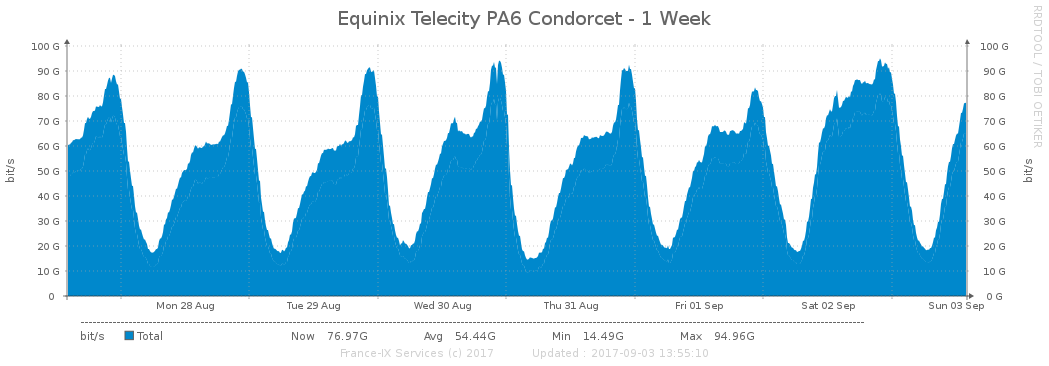 Equinix Telecity PA6 Condorcet - 1 Week
RRDTOOL / TOBI OETIKER
100 G 100 G
90 G 90 G
80 G 80 G
70 G 70 G
60 G 60 G
50 G 50 G
40 G 40 G
30 G 30 G
20 G 20 G
10 G 10 G
0 0 G
bit/s
bit/s
Mon 28 Aug Tue 29 Aug Wed 30 Aug Thu 31 Aug Fri 01 Sep Sat 02 Sep Sun 03 Sep
bit/s Total Now 76.97G Avg 54.44G Min 14.49G Max 94.96G
France-IX Services (c) 2017 Updated : 2017-09-03 13:55:10